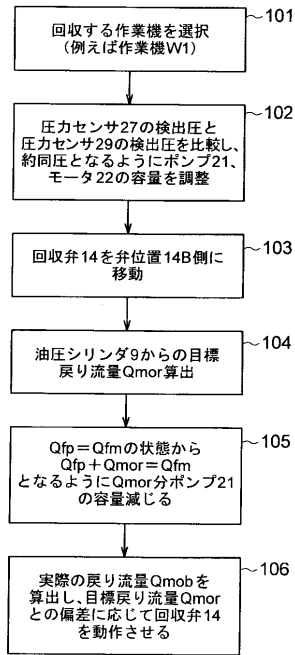 101
回収する作業機を選択
(例えば作業機W1)
102
圧力センサ27の検出圧と
圧力センサ29の検出圧を比較し、
約同圧となるようにポンプ21、
モータ22の容量を調整
103
回収弁14を弁位置14B側に
移動
104
油圧シリンダ9からの目標
戻り流量Qmor算出
105
Qfp=Qfmの状態から
Qfp+Qmor=Qfm
となるようにQmor分ポンプ21
の容量減じる
106
実際の戻り流量Qmobを
算出し、目標戻り流量Qmor
との偏差に応じて回収弁14
を動作させる